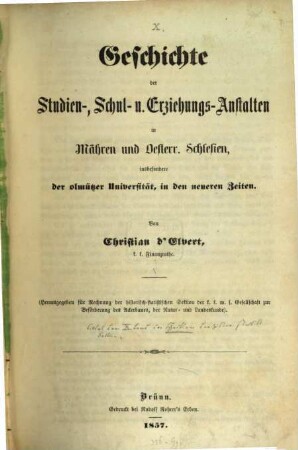 X.
Geschichte
der
Studien-, Schul- u. Erziehungs-Anstalten
in
Mähren und Oesterr. Schlesien,
insbesondere
der olmützer Universität, in den neueren Zeiten.
Von
Christian d'Elvert,
k. k. Finanzrathe.
(Herausgegeben für Rechnung der historisch-statistischen Sektion der k. k. m. s. Gesellschaft zur
Beförderung des Ackerbaues, der Natur- und Landeskunde).
Brünn.
Gedruckt bei Rudolf Rohrer's Erben.
1857.